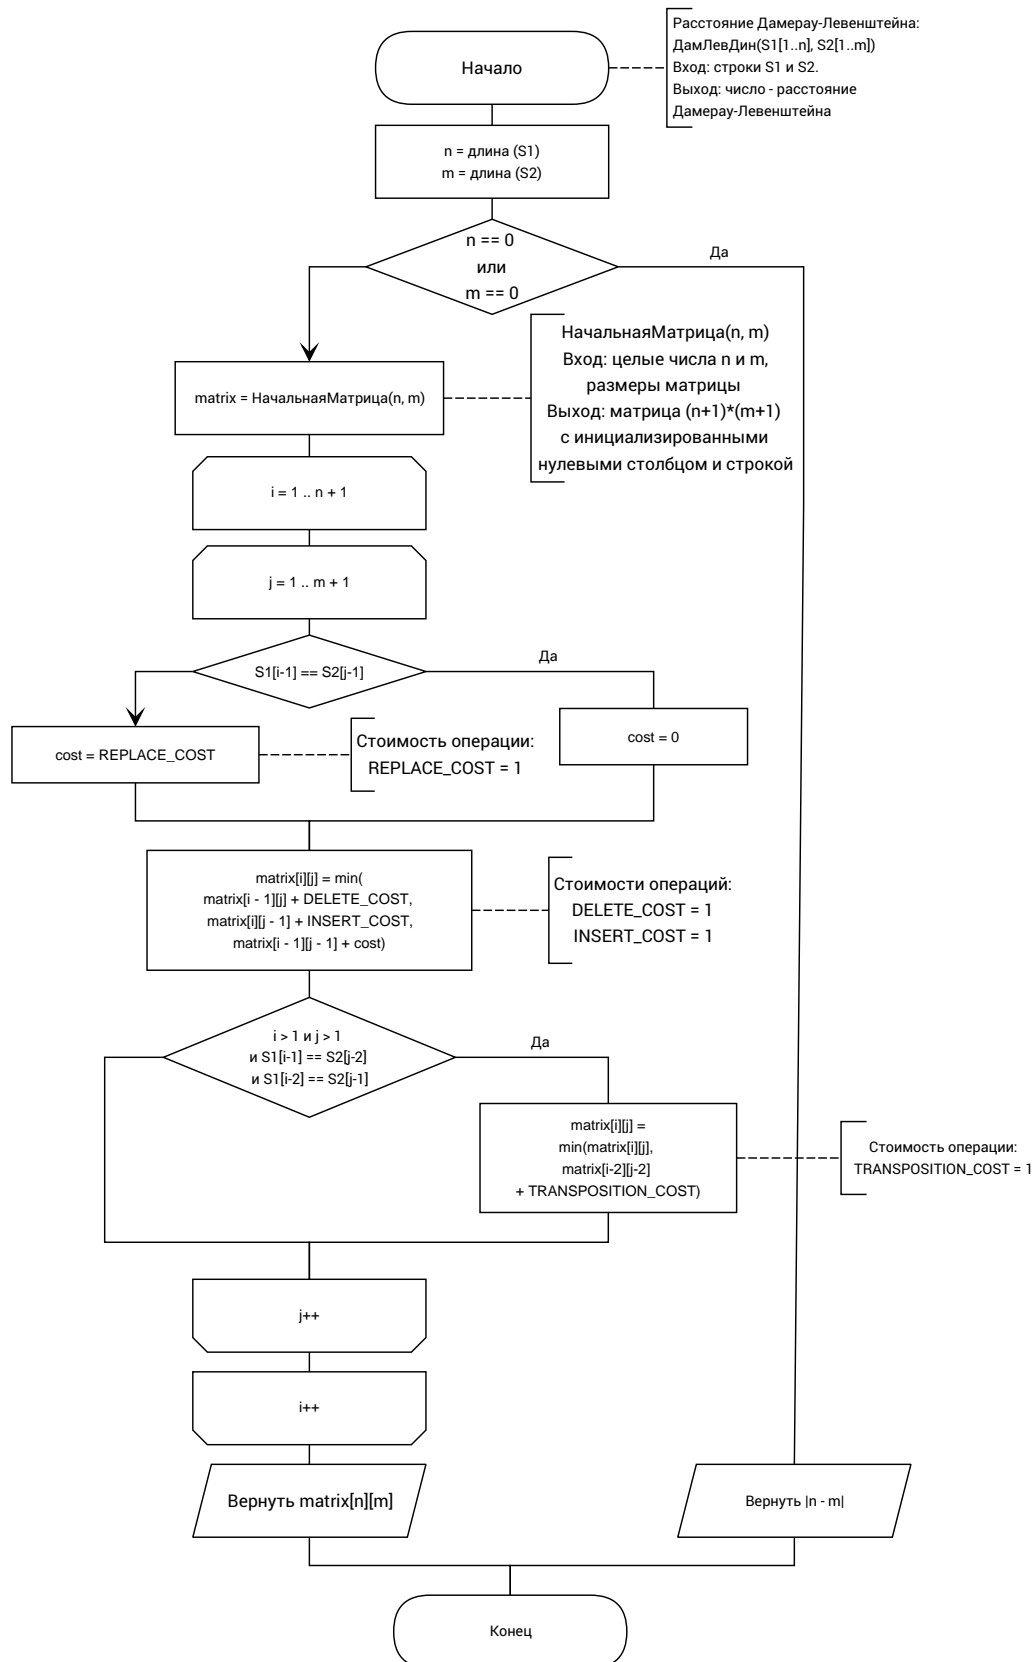 Начало
Расстояние Дамерау-Левенштейна:
ДамЛевДин(S1[1..n], S2[1..m])
Вход: строки S1 и S2.
Выход: число - расстояние
Дамерау-Левенштейна
n = длина (S1)
m = длина (S2)
n == 0
или
m == 0
Да
matrix = НачальнаяМатрица(n, m)
НачальнаяМатрица(n, m)
Вход: целые числа n и m,
размеры матрицы
Выход: матрица (n+1)*(m+1)
с инициализированными
нулевыми столбцом и строкой
i = 1 .. n + 1
j = 1 .. m + 1
S1[i-1] == S2[j-1]
Да
cost = REPLACE_COST
Стоимость операции:
REPLACE_COST = 1
cost = 0
matrix[i][j] = min(
matrix[i - 1][j] + DELETE_COST,
matrix[i][j - 1] + INSERT_COST,
matrix[i - 1][j - 1] + cost)
Стоимости операций:
DELETE_COST = 1
INSERT_COST = 1
i > 1 и j > 1
и S1[i-1] == S2[j-2]
и S1[i-2] == S2[j-1]
Да
matrix[i][j] =
min(matrix[i][j],
matrix[i-2][j-2]
+ TRANSPOSITION_COST)
Стоимость операции:
TRANSPOSITION_COST = 1
j++
i++
Вернуть matrix[n][m]
Вернуть |n - m|
Конец